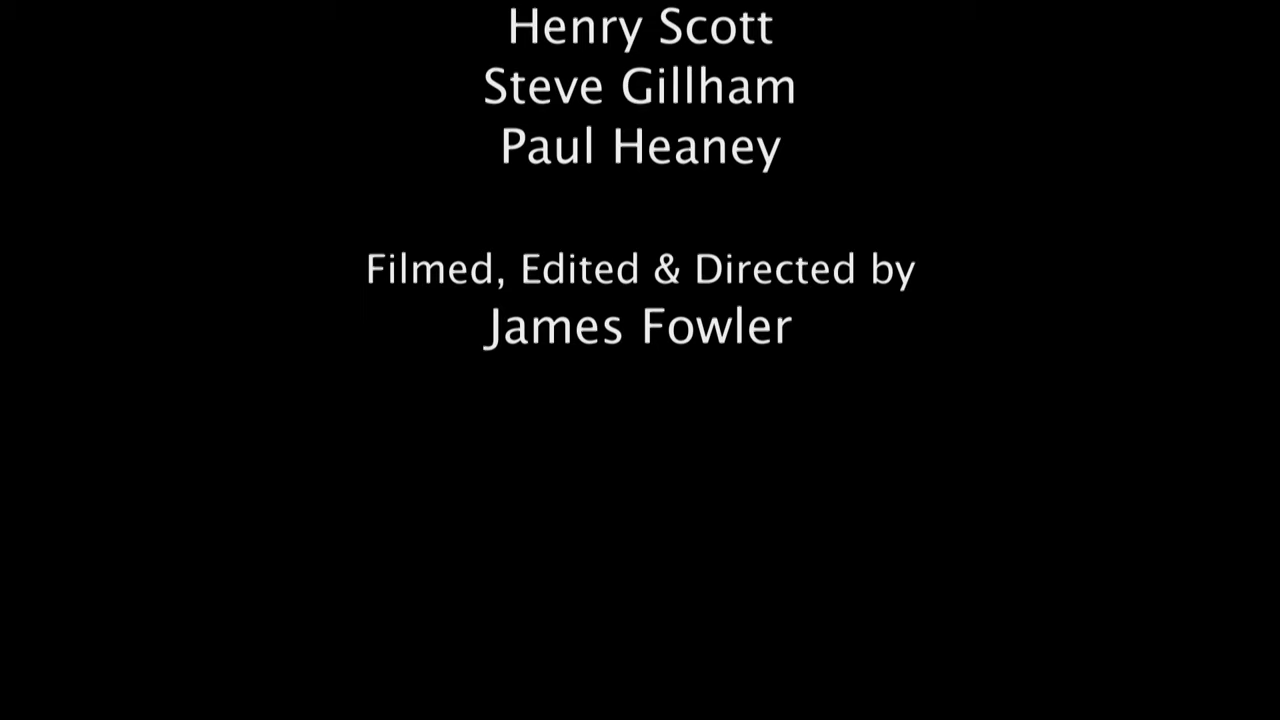 Henry Scott
Steve Gillham
Paul Heaney
Filmed, Edited & Directed by
James Fowler